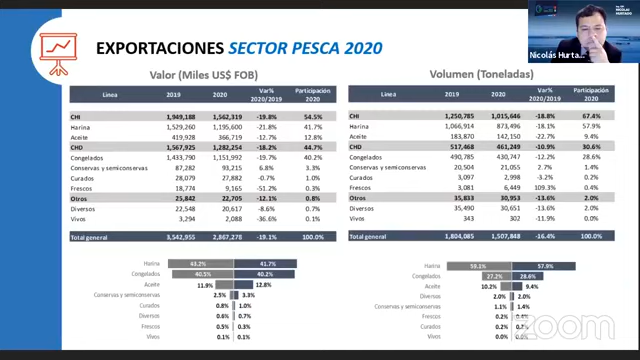 EXPORTACIONES SECTOR PESCA 2020
Nicolás Hurta...
Valor (Miles US$ FOB)
Línea 2019 2020 Var% 2020/2019 Participación 2020
CHI 1,949,188 1,562,319 -19.8% 54.5%
Harina 1,529,260 1,195,600 -21.8% 41.7%
Aceite 419,928 366,719 -12.7% 12.8%
CHD 1,567,925 1,282,254 -18.2% 44.7%
Congelados 1,433,790 1,151,992 -19.7% 40.2%
Conservas y semiconservas 87,282 93,215 6.8% 3.3%
Curados 28,079 27,882 -0.7% 1.0%
Frescos 18,774 9,165 -51.2% 0.3%
Otros 25,842 22,705 -12.1% 0.8%
Diversos 22,548 20,617 -8.6% 0.7%
Vivos 3,294 2,088 -36.6% 0.1%
Total general 3,542,955 2,867,278 -19.1% 100.0%
Harina 43.2% 41.7%
Congelados 40.5% 40.2%
Aceite 11.9% 12.8%
Conservas y semiconservas 2.5% 3.3%
Curados 0.8% 1.0%
Diversos 0.6% 0.7%
Frescos 0.5% 0.3%
Vivos 0.1% 0.1%
Volumen (Toneladas)
Línea 2019 2020 Var% 2020/2019 Participación 2020
CHI 1,250,785 1,015,646 -18.8% 67.4%
Harina 1,066,914 873,496 -18.1% 57.9%
Aceite 183,870 142,150 -22.7% 9.4%
CHD 517,468 461,249 -10.9% 30.6%
Congelados 490,785 430,747 -12.2% 28.6%
Conservas y semiconservas 20,504 21,055 2.7% 1.4%
Curados 3,097 2,998 -3.2% 0.2%
Frescos 3,081 6,449 109.3% 0.4%
Otros 35,833 30,953 -13.6% 2.0%
Diversos 35,490 30,651 -13.6% 2.0%
Vivos 343 302 -11.9% 0.0%
Total general 1,804,085 1,507,848 -16.4% 100.0%
Harina 59.1% 57.9%
Congelados 27.2% 28.6%
Aceite 10.2% 9.4%
Diversos 2.0% 2.0%
Conservas y semiconservas 1.1% 1.4%
Frescos 0.2% 0.4%
Curados 0.2%
Vivos 0.0% 0.0%
zoom